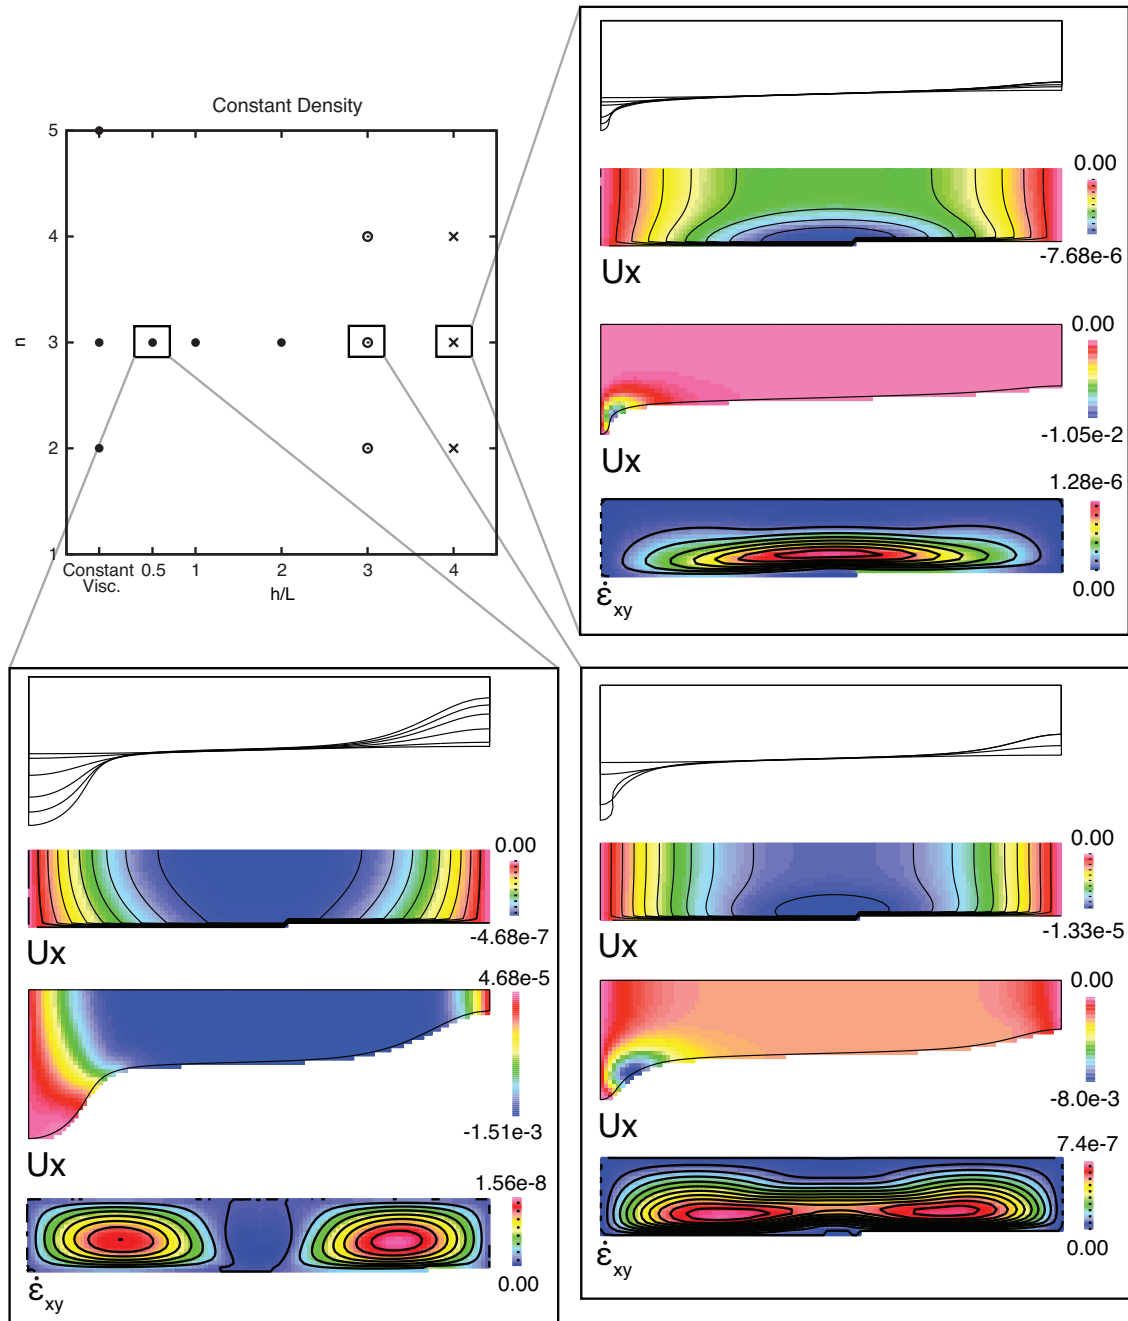 Constant Density
5
4
n
3
2
1
Constant
Visc.
0.5
1
2
3
4
h/L
0.00
-7.68e-6
Ux
0.00
-1.05e-2
Ux
1.28e-6
0.00
ε̇xy
0.00
-4.68e-7
Ux
4.68e-5
-1.51e-3
Ux
1.56e-8
0.00
ε̇xy
0.00
-1.33e-5
Ux
0.00
-8.0e-3
Ux
7.4e-7
0.00
ε̇xy